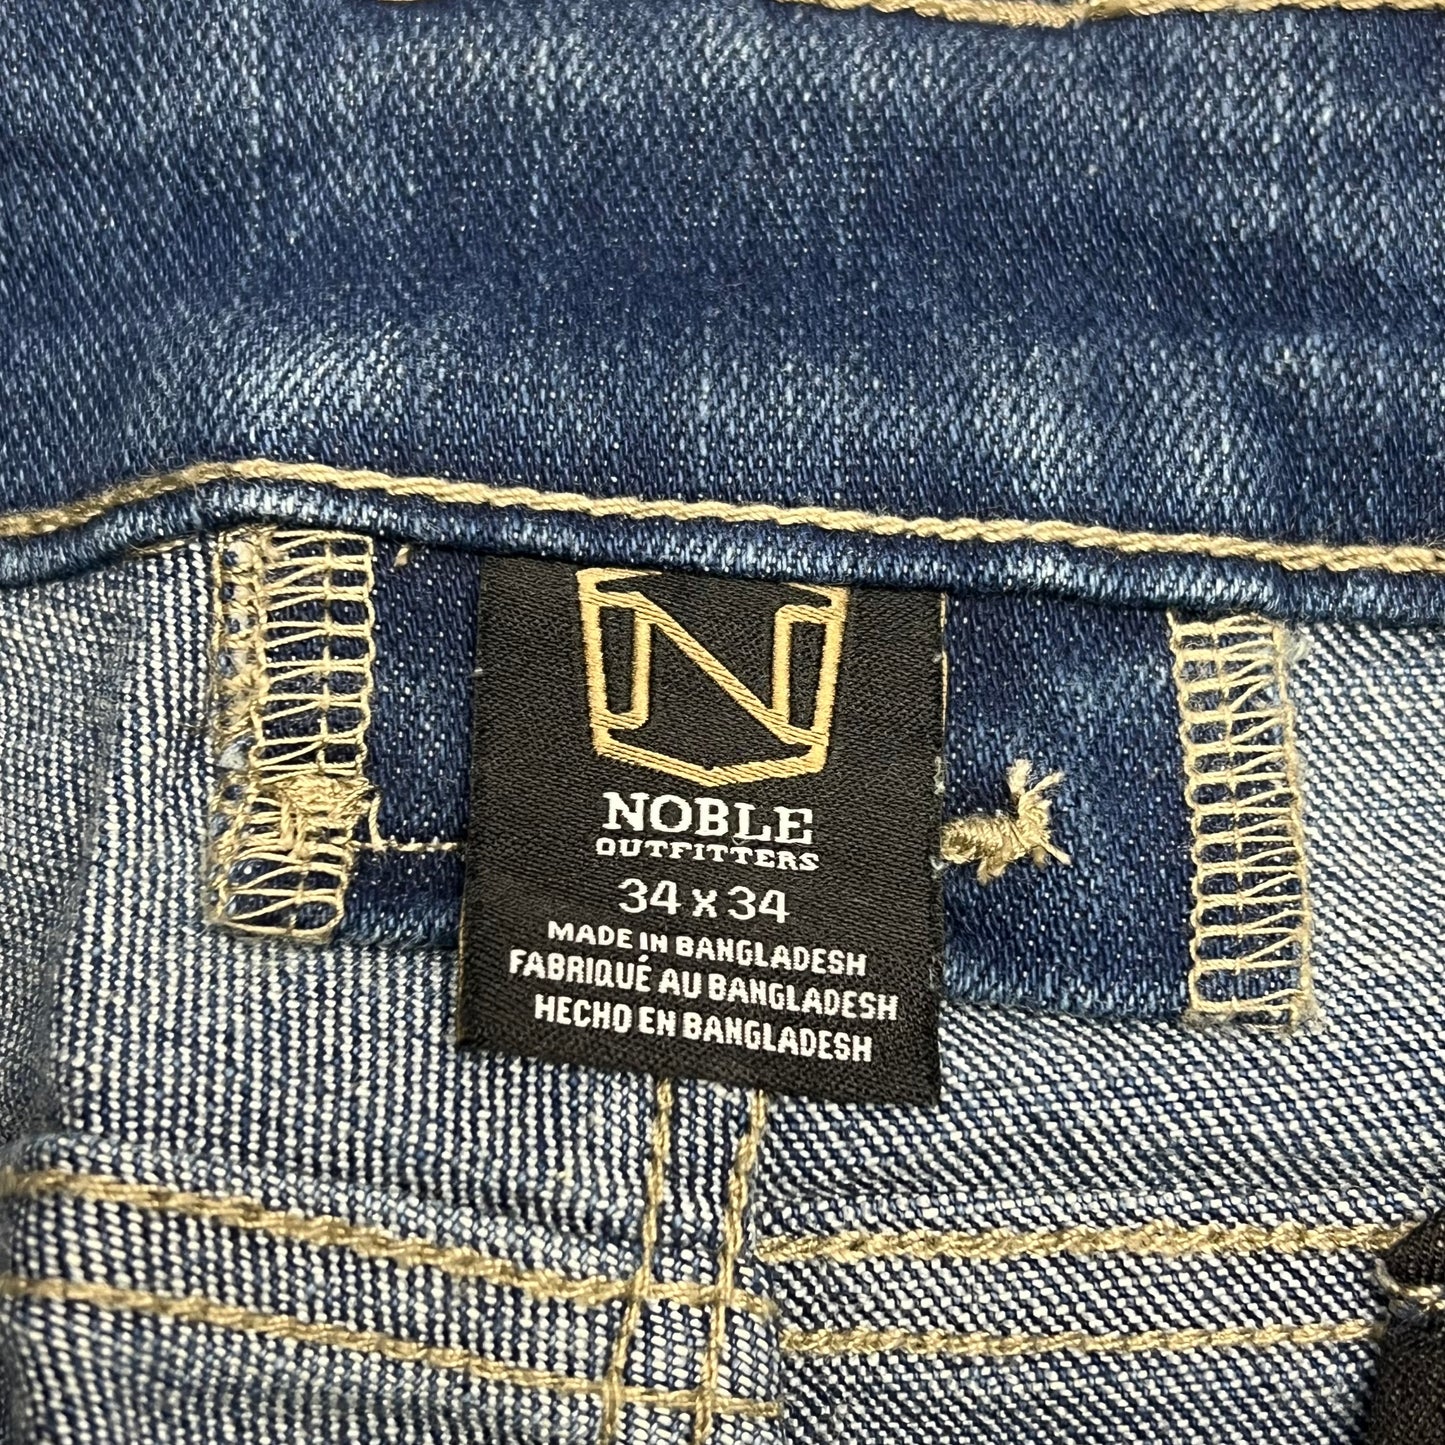 N
NOBLE
OUTFITTERS
34 x 34
MADE IN BANGLADESH
FABRIQUÉ AU BANGLADESH
HECHO EN BANGLADESH